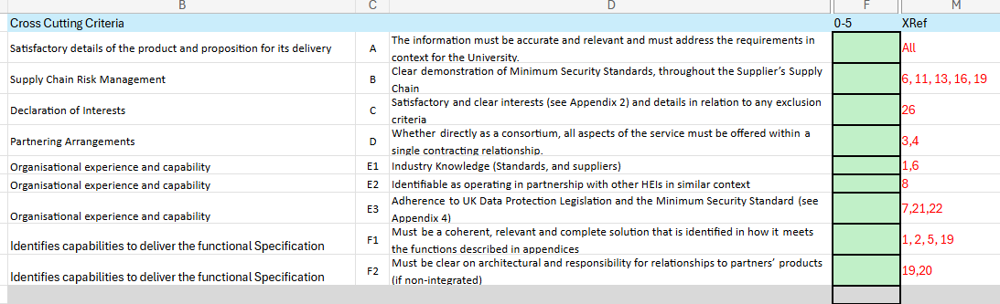 B C D F M
Cross Cutting Criteria 0-5 XRef
Satisfactory details of the product and proposition for its delivery A The information must be accurate and relevant and must address the requirements in
context for the University. All
Supply Chain Risk Management B Clear demonstration of Minimum Security Standards, throughout the Supplier's Supply
Chain 6, 11, 13, 16, 19
Declaration of Interests C Satisfactory and clear interests (see Appendix 2) and details in relation to any exclusion
criteria 26
Partnering Arrangements D Whether directly as a consortium, all aspects of the service must be offered within a
single contracting relationship. 3,4
Organisational experience and capability E1 Industry Knowledge (Standards, and suppliers) 1,6
Organisational experience and capability E2 Identifiable as operating in partnership with other HEIs in similar context 8
Organisational experience and capability E3 Adherence to UK Data Protection Legislation and the Minimum Security Standard (see
Appendix 4) 7,21,22
Identifies capabilities to deliver the functional Specification F1 Must be a coherent, relevant and complete solution that is identified in how it meets
the functions described in appendices 1, 2, 5, 19
Identifies capabilities to deliver the functional Specification F2 Must be clear on architectural and responsibility for relationships to partners' products
(if non-integrated) 19,20